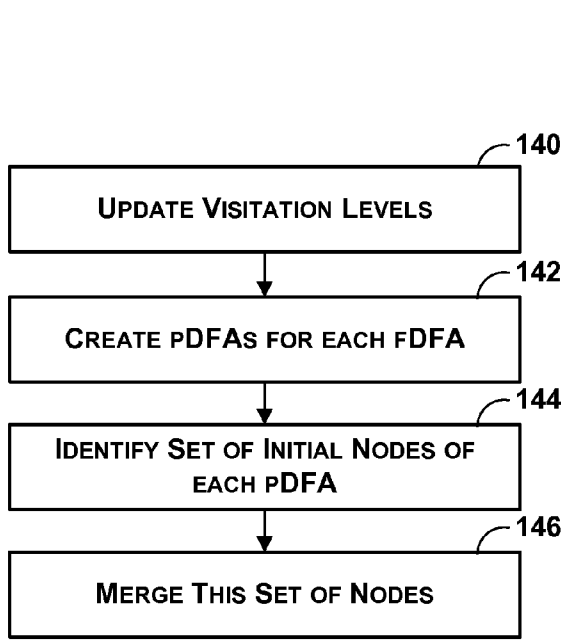 140
UPDATE VISITATION LEVELS
142
CREATE PDFAS FOR EACH FDFA
144
IDENTIFY SET OF INITIAL NODES OF
EACH PDFA
146
MERGE THIS SET OF NODES